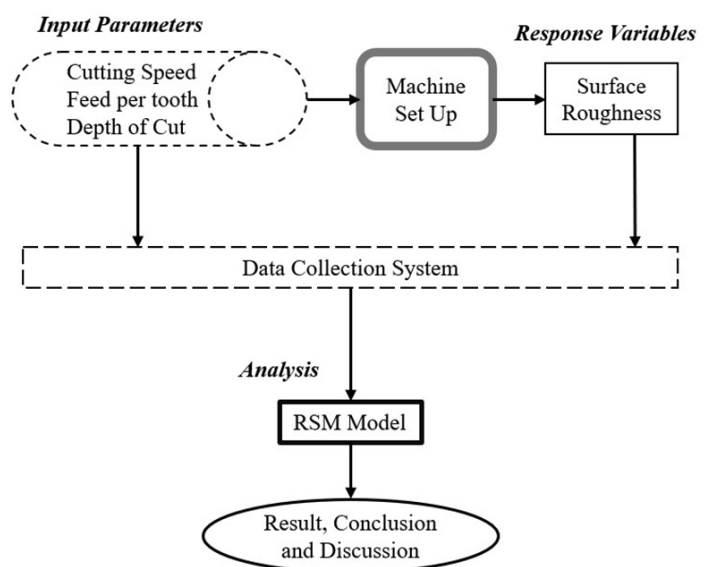 Input Parameters
Response Variables
Cutting Speed
Feed per tooth
Depth of Cut
Machine
Set Up
Surface
Roughness
Data Collection System
Analysis
RSM Model
Result, Conclusion
and Discussion